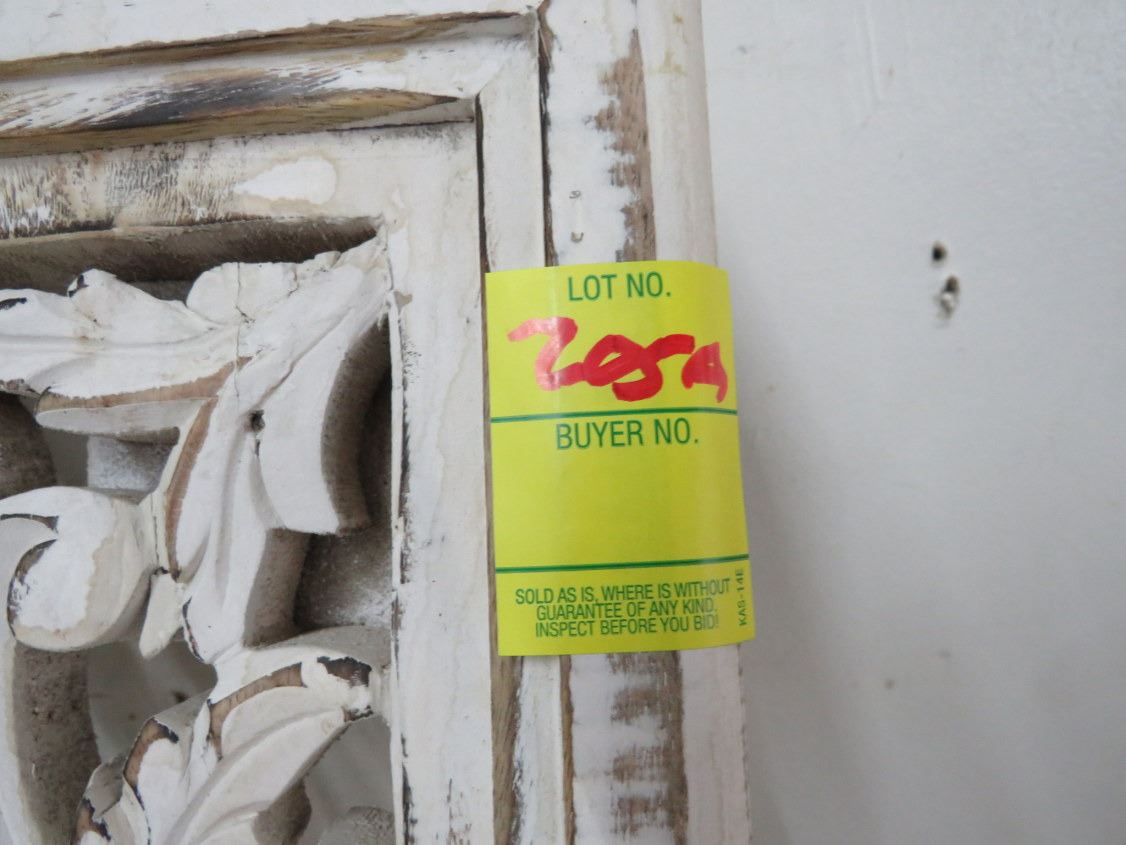 LOT NO.
205A
BUYER NO.
SOLD AS IS, WHERE IS WITHOUT
GUARANTEE OF ANY KIND.
INSPECT BEFORE YOU BID!
KAS-14E